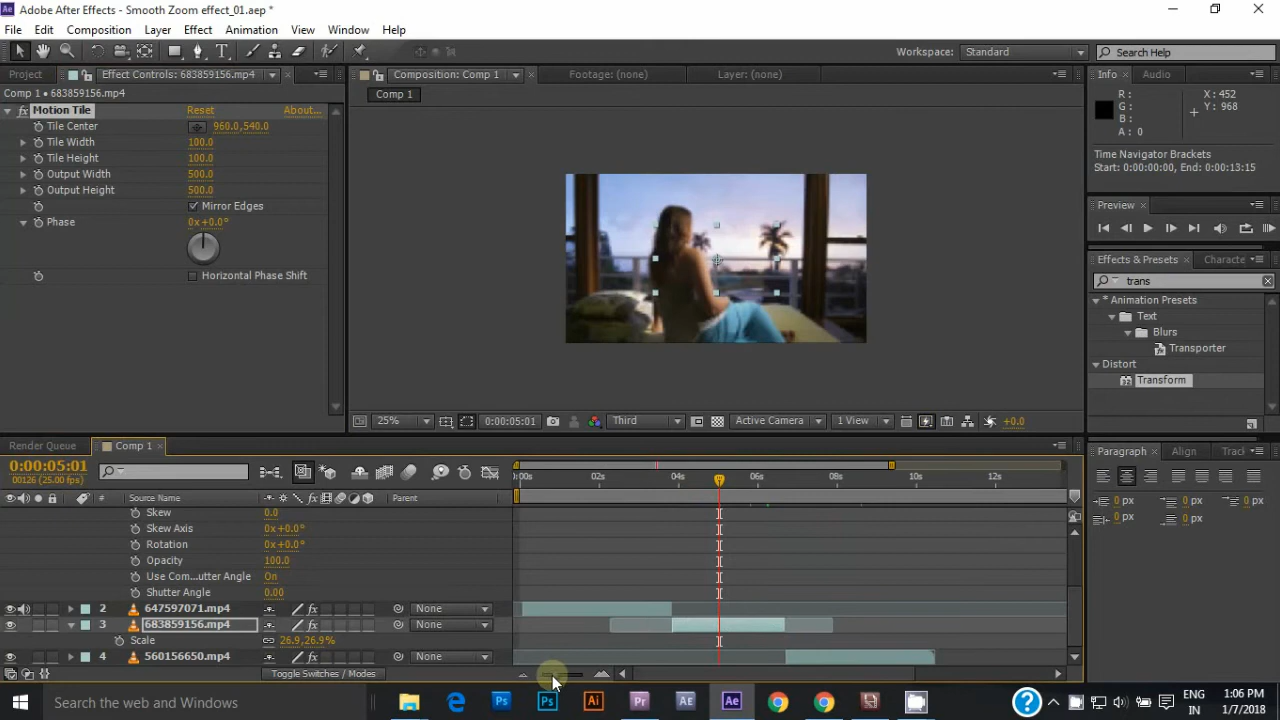 Adobe After Effects - Smooth Zoom effect_01.aep *
File Edit Composition Layer Effect Animation View Window Help
Workspace: Standard Search Help
Project Effect Controls: 683859156.mp4 Composition: Comp 1 Footage: (none) Layer: (none) Info Audio
Comp 1 • 683859156.mp4
Comp 1
R : X : 452
G : Y : 968
B :
A : 0
Motion Tile Reset About...
Tile Center 960.0,540.0
Tile Width 100.0
Tile Height 100.0
Output Width 500.0
Output Height 500.0
Mirror Edges
Phase 0x+0.0°
Horizontal Phase Shift
Time Navigator Brackets
Start: 0:00:00:00, End: 0:00:13:15
Preview
Effects & Presets Characte
trans
* Animation Presets
Text
Blurs
Transporter
Distort
Transform
25% 0:00:05:01 Third Active Camera 1 View +0.0
Render Queue Comp 1
0:00:05:01
00126 (25.00 fps)
:00s 02s 04s 06s 08s 10s 12s
# Source Name Parent
Skew 0.0
Skew Axis 0x+0.0°
Rotation 0x+0.0°
Opacity 100.0
Use Com...utter Angle On
Shutter Angle 0.00
2 647597071.mp4 None
3 683859156.mp4 None
Scale 26.9,26.9%
4 560156650.mp4 None
Toggle Switches / Modes
Paragraph Align
0 px 0 px 0 px
0 px 0 px
Search the web and Windows
ENG
IN
1:06 PM
1/7/2018